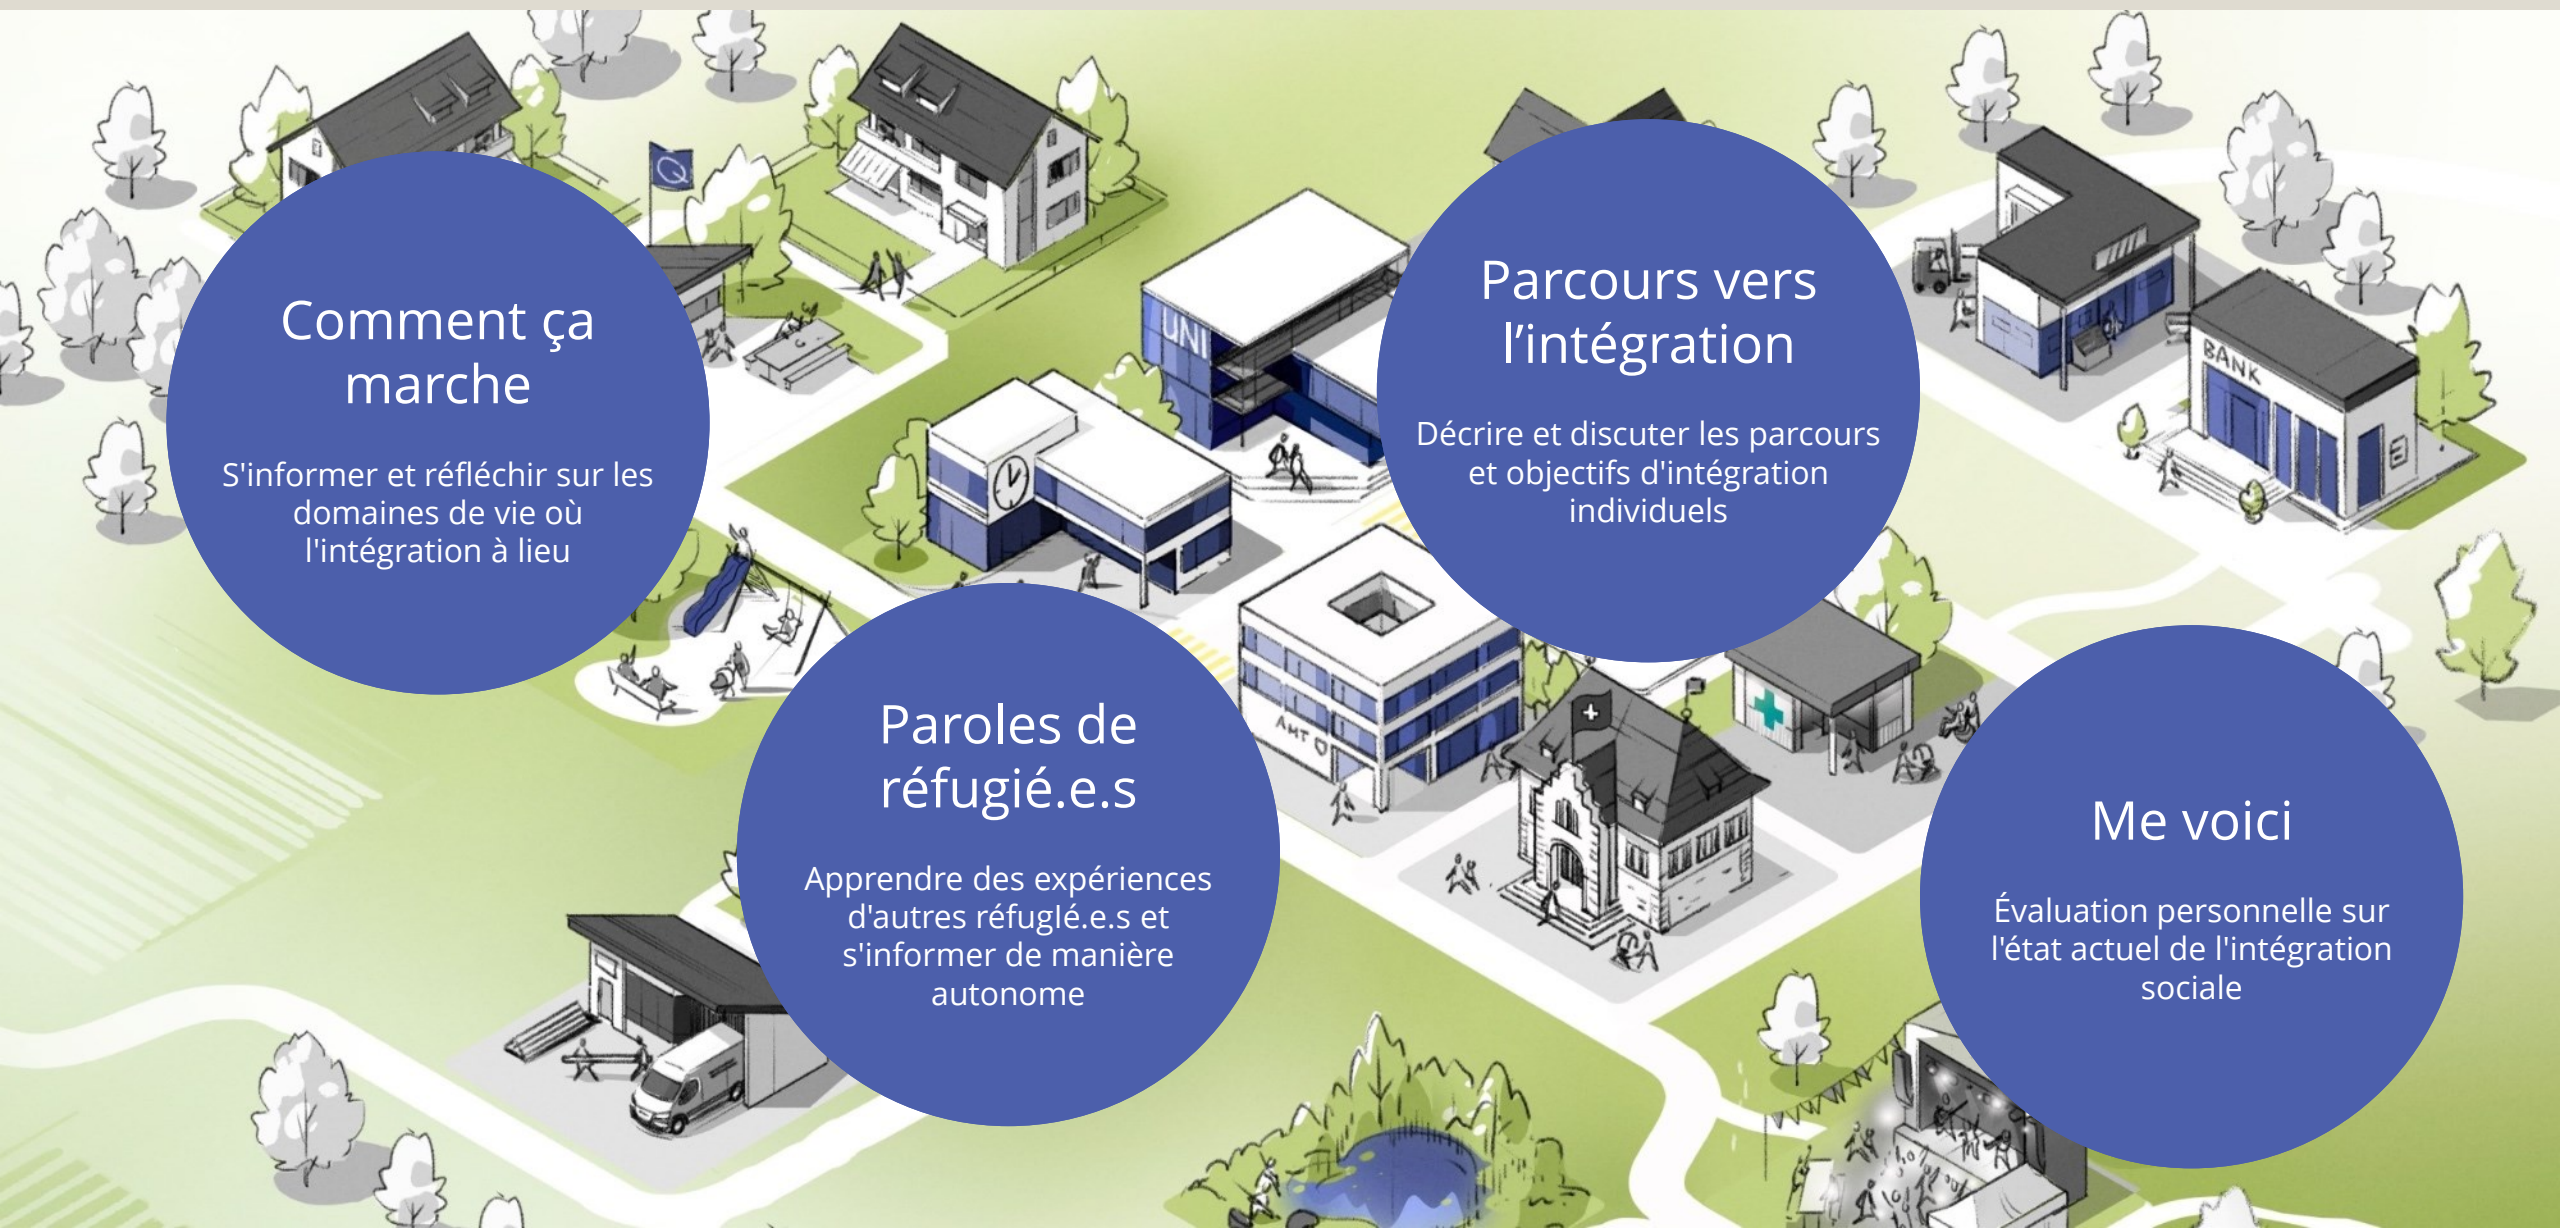 Comment ça
marche
S'informer et réfléchir sur les
domaines de vie où
l'intégration à lieu
Parcours vers
l’intégration
Décrire et discuter les parcours
et objectifs d'intégration
individuels
Paroles de
réfugié.e.s
Apprendre des expériences
d'autres réfuglé.e.s et
s'informer de manière
autonome
Me voici
Évaluation personnelle sur
l'état actuel de l'intégration
sociale
Q
UNI
BANK
AMT